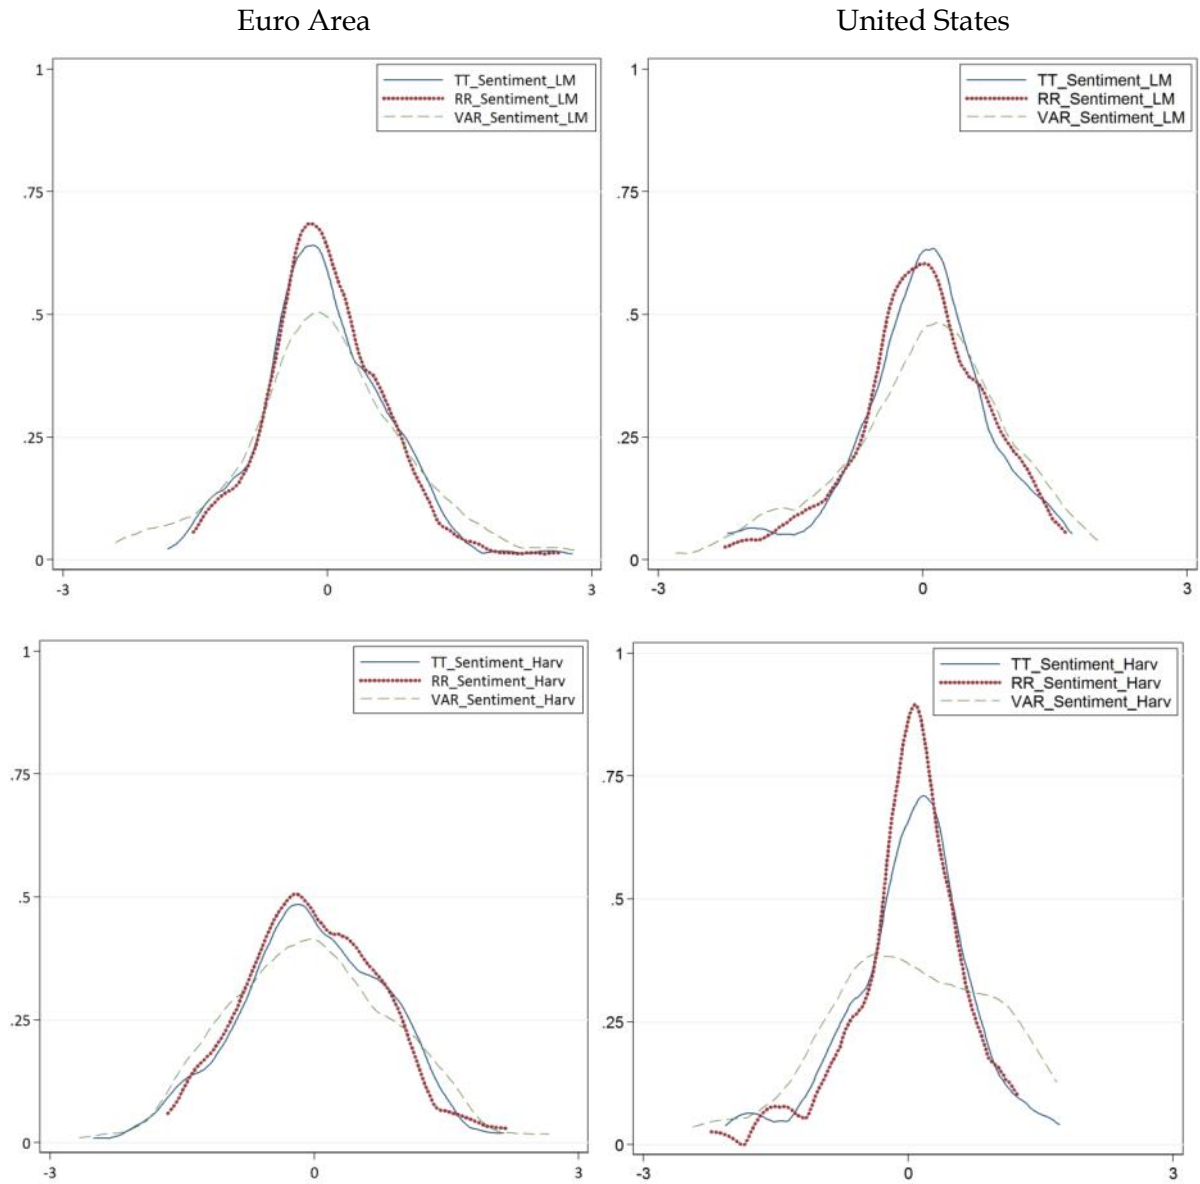 Euro Area
United States
1
.75
.5
.25
0
-3
0
3
TT_Sentiment_LM
RR_Sentiment_LM
VAR_Sentiment_LM
1
.75
.5
.25
0
-3
0
3
TT_Sentiment_LM
RR_Sentiment_LM
VAR_Sentiment_LM
1
.75
.5
.25
0
-3
0
3
TT_Sentiment_Harv
RR_Sentiment_Harv
VAR_Sentiment_Harv
1
.75
.5
.25
0
-3
0
3
TT_Sentiment_Harv
RR_Sentiment_Harv
VAR_Sentiment_Harv